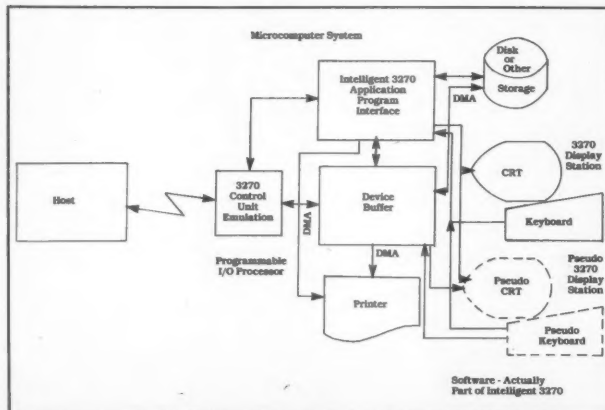 Microcomputer System
Disk
or
Other
Storage
Intelligent 3270
Application
Program
Interface
DMA
3270
Display
Station
CRT
Host
3270
Control
Unit
Emulation
DMA
Device
Buffer
Keyboard
Programmable
I/O Processor
DMA
Printer
Pseudo
CRT
Pseudo
3270
Display
Station
Pseudo
Keyboard
Software - Actually
Part of Intelligent 3270